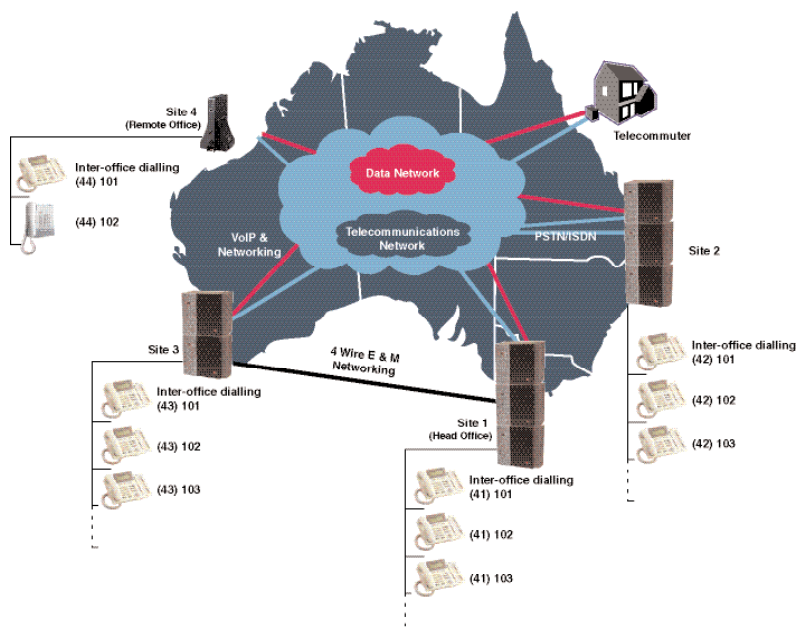 Site 4
(Remote Office)
Inter-office dialling
(44) 101
(44) 102
Data Network
Telecommunications
Network
VoIP &
Networking
PSTN/ISDN
Telecommuter
Site 2
Inter-office dialling
(42) 101
(42) 102
(42) 103
Site 3
4 Wire E & M
Networking
Inter-office dialling
(43) 101
(43) 102
(43) 103
Site 1
(Head Office)
Inter-office dialling
(41) 101
(41) 102
(41) 103